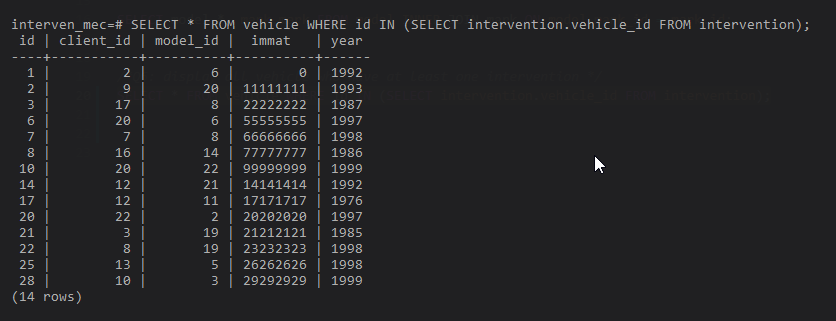 interven_mec=# SELECT * FROM vehicle WHERE id IN (SELECT intervention.vehicle_id FROM intervention);
 id | client_id | model_id |  immat   | year
----+-----------+----------+----------+------
  1 |         2 |        6 |        0 | 1992
  2 |         9 |       20 | 11111111 | 1993
  3 |        17 |        8 | 22222222 | 1987
  6 |        20 |        6 | 55555555 | 1997
  7 |         7 |        8 | 66666666 | 1998
  8 |        16 |       14 | 77777777 | 1986
 10 |        20 |       22 | 99999999 | 1999
 14 |        12 |       21 | 14141414 | 1992
 17 |        12 |       11 | 17171717 | 1976
 20 |        22 |        2 | 20202020 | 1997
 21 |         3 |       19 | 21212121 | 1985
 22 |         8 |       19 | 23232323 | 1998
 25 |        13 |        5 | 26262626 | 1998
 28 |        10 |        3 | 29292929 | 1999
(14 rows)